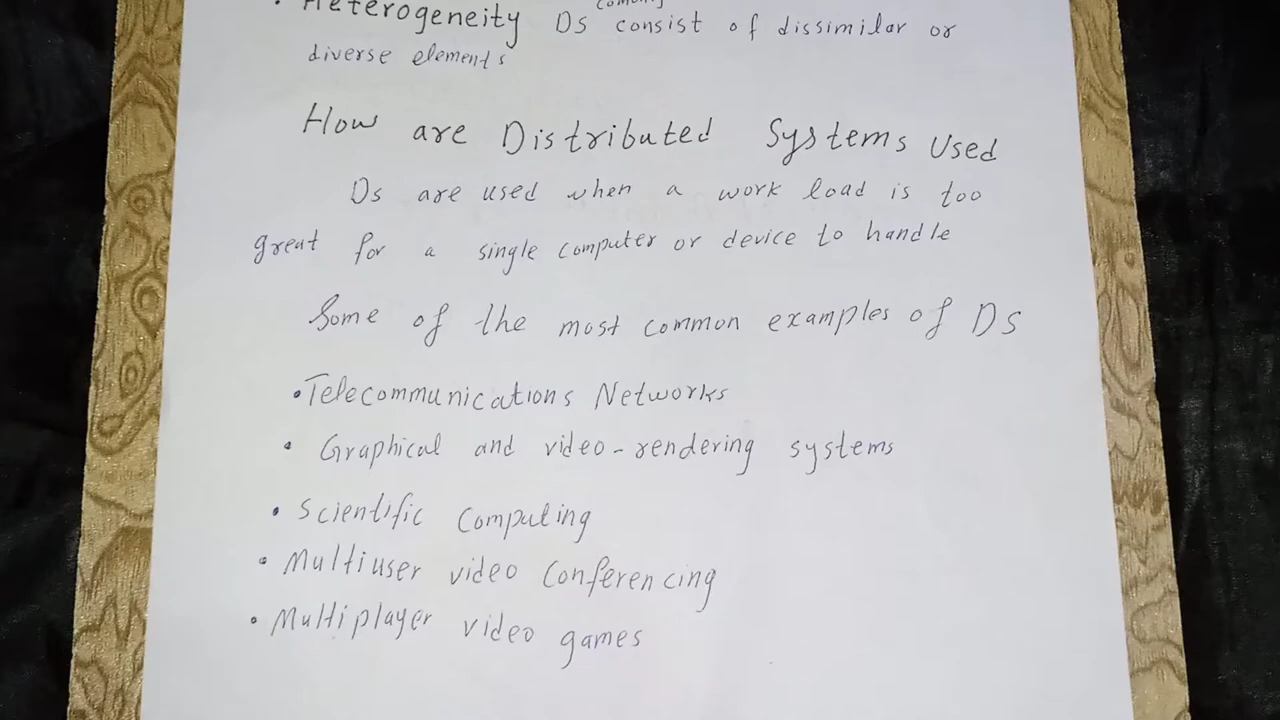 • Heterogeneity Ds consist of dissimilar or
diverse elements
How are Distributed Systems Used
Ds are used when a work load is too
great for a single computer or device to handle
Some of the most common examples of DS
• Telecommunications Networks
• Graphical and video-rendering systems
• Scientific Computing
• Multiuser video Conferencing
• Multiplayer video games